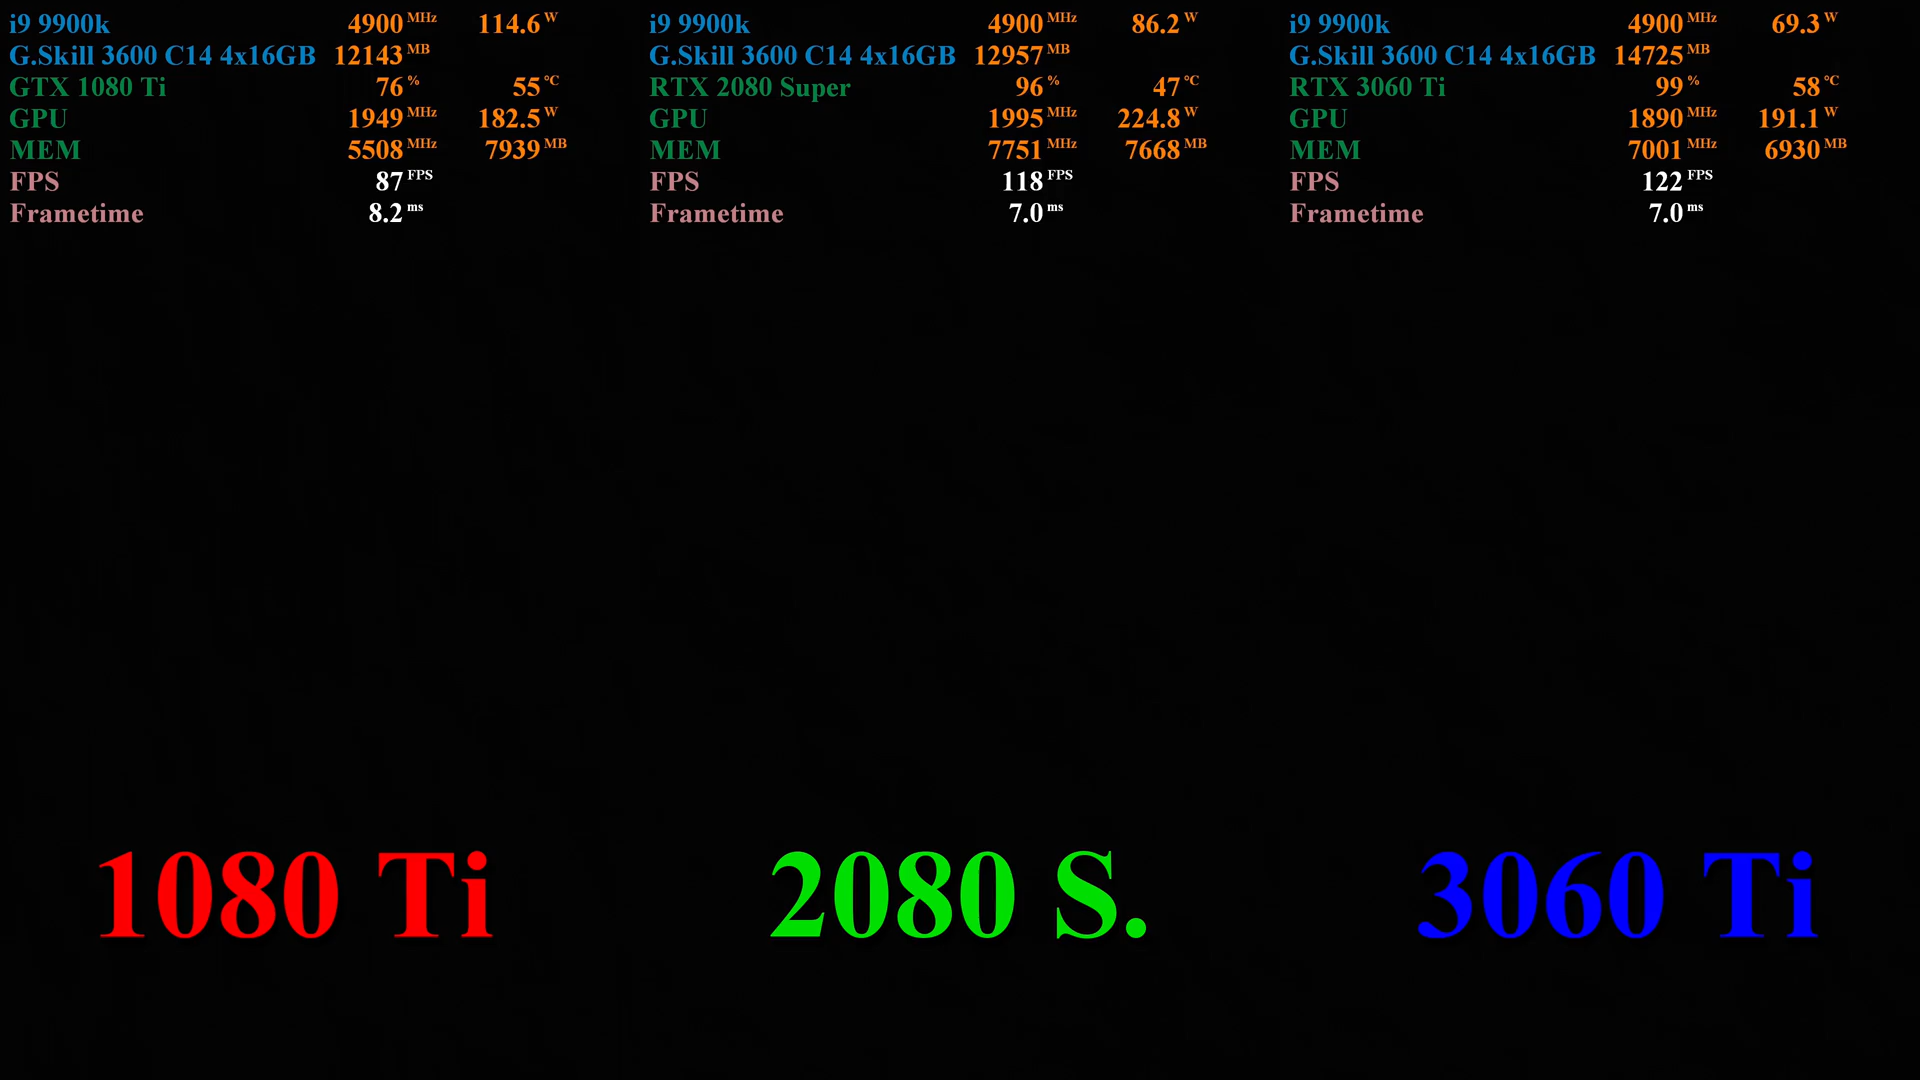 i9 9900k 4900 MHz 114.6 W
G.Skill 3600 C14 4x16GB 12143 MB
GTX 1080 Ti 76 % 55 °C
GPU 1949 MHz 182.5 W
MEM 5508 MHz 7939 MB
FPS 87 FPS
Frametime 8.2 ms
i9 9900k 4900 MHz 86.2 W
G.Skill 3600 C14 4x16GB 12957 MB
RTX 2080 Super 96 % 47 °C
GPU 1995 MHz 224.8 W
MEM 7751 MHz 7668 MB
FPS 118 FPS
Frametime 7.0 ms
i9 9900k 4900 MHz 69.3 W
G.Skill 3600 C14 4x16GB 14725 MB
RTX 3060 Ti 99 % 58 °C
GPU 1890 MHz 191.1 W
MEM 7001 MHz 6930 MB
FPS 122 FPS
Frametime 7.0 ms
1080 Ti
2080 S.
3060 Ti